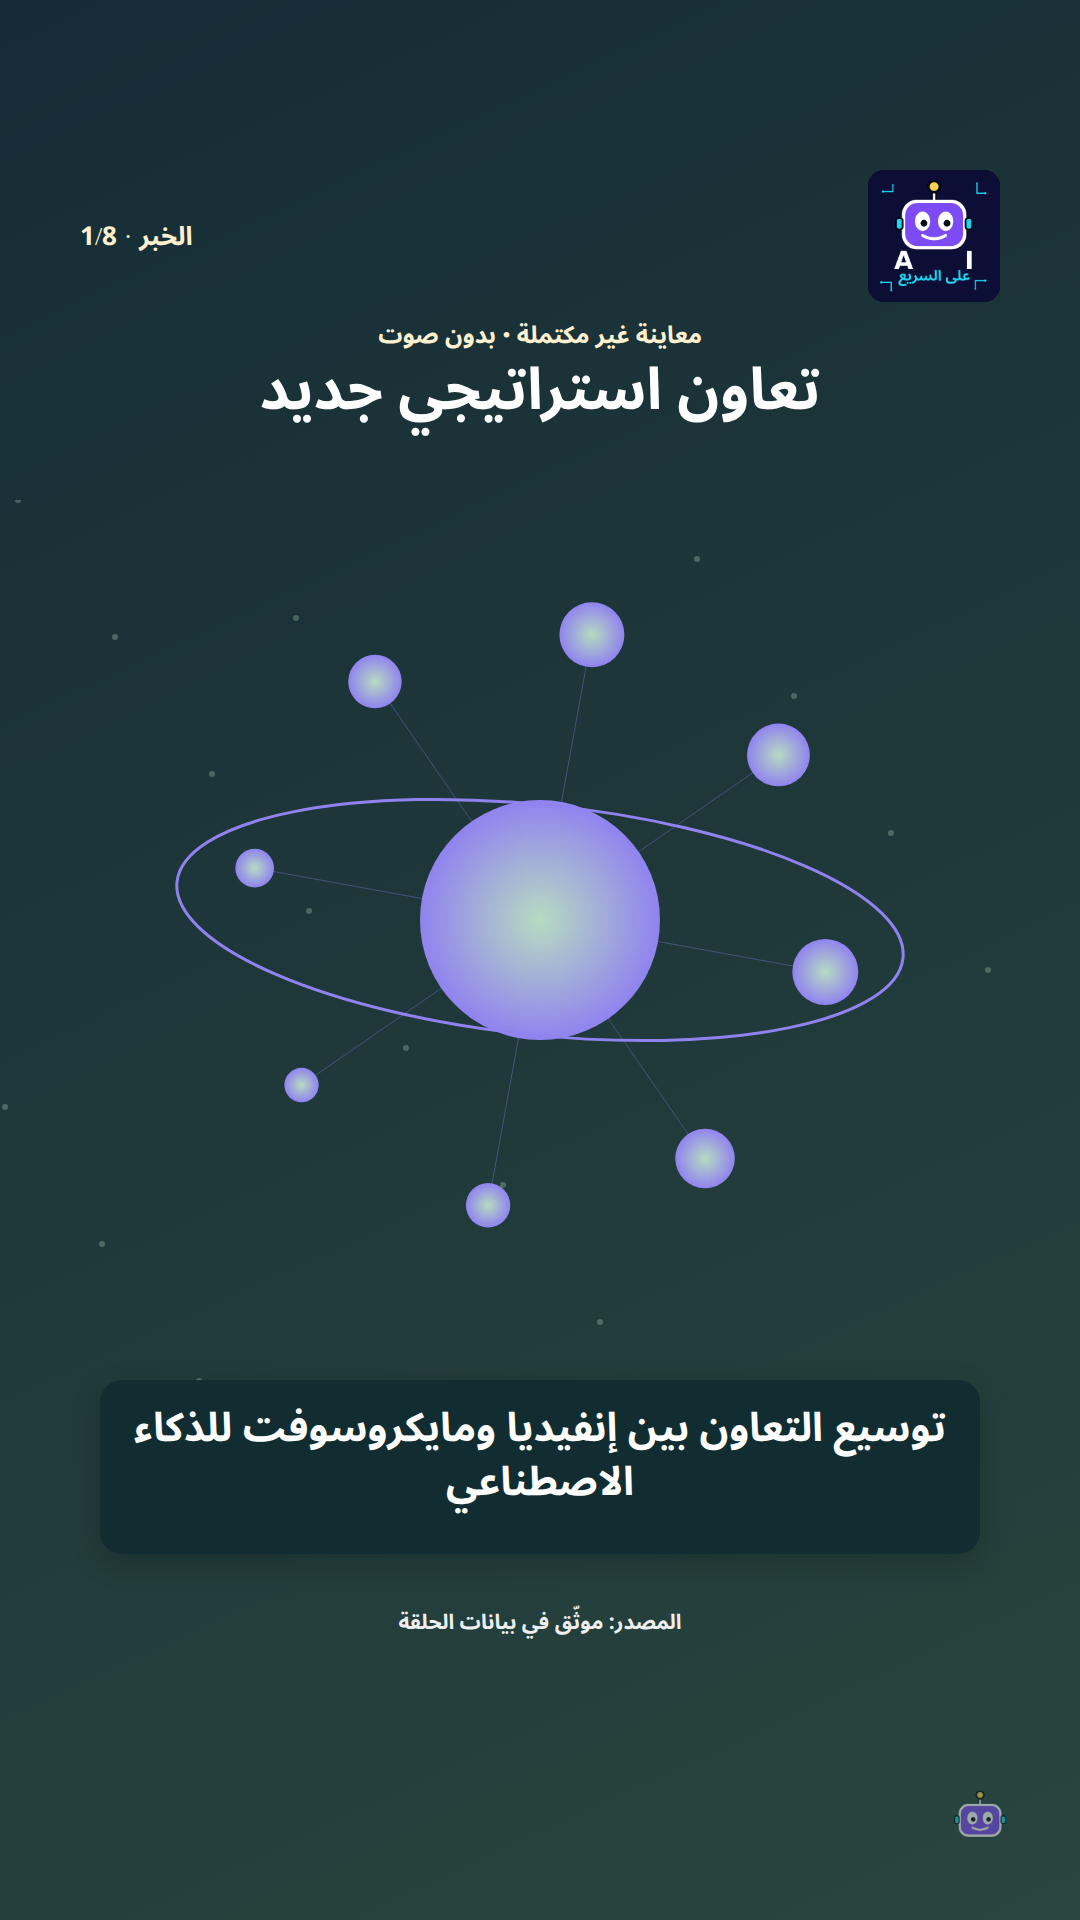 A I
على السريع
الخبر · 1/8
معاينة غير مكتملة • بدون صوت
تعاون استراتيجي جديد
توسيع التعاون بين إنفيديا ومايكروسوفت للذكاء
الاصطناعي
المصدر: موثّق في بيانات الحلقة